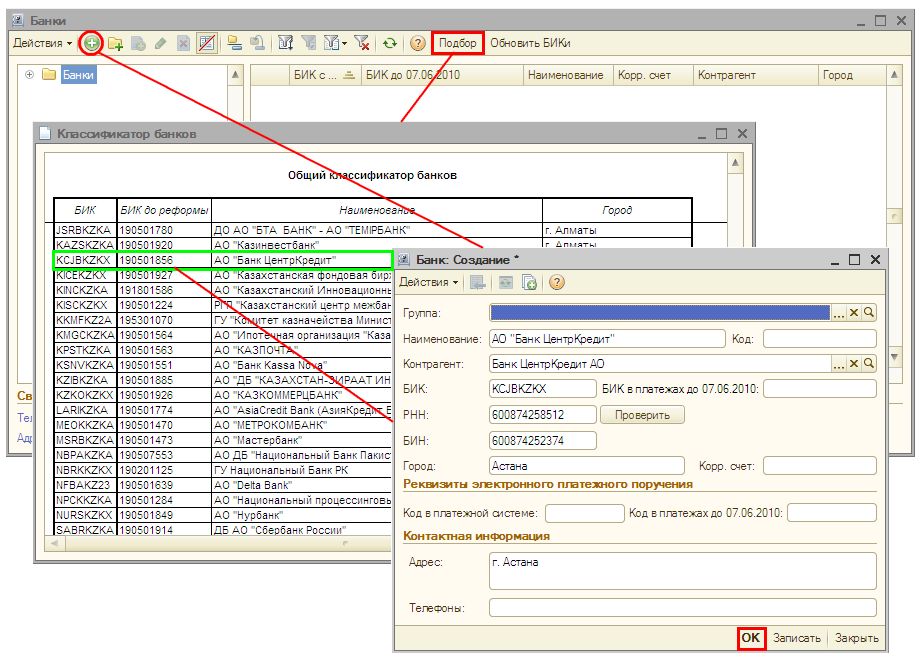 Банки
Действия Подбор Обновить БИКи
Банки
БИК с ... БИК до 07.06.2010 Наименование Корр. счет Контрагент Город
Классификатор банков
Общий классификатор банков
БИК БИК до реформы Наименование Город
JSRBKZKA 190501780 ДО АО "БТА БАНК" - АО "ТЕМІРБАНК" г. Алматы
KAZSKZKA 190501920 АО "Казинвестбанк" г. Алматы
KCJBKZKX 190501856 АО "Банк ЦентрКредит"
KICEKZKX 190501927 АО "Казахстанская фондовая бир
KINCKZKA 191801586 АО "Казахстанский Инновационны
KISCKZKX 190501224 РГП "Казахстанский центр межбан
KKMFKZ2A 195301070 ГУ "Комитет казначейства Минист
KMGCKZKA 190501564 АО "Ипотечная организация "Каза
KPSTKZKA 190501563 АО "КАЗПОЧТА"
KSNVKZKA 190501551 АО "Банк Kassa Nova"
KZIBKZKA 190501885 АО "ДБ "КАЗАХСТАН-ЗИРААТ ИН
KZKOKZKX 190501926 АО "КАЗКОММЕРЦБАНК"
LARIKZKA 190501774 АО "AsiaCredit Bank (АзияКредит Б
MEOKKZKA 190501470 АО "МЕТРОКОМБАНК"
MSRBKZKA 190501473 АО "Мастербанк"
NBPAKZKA 190507553 АО ДБ "Национальный Банк Пакис
NBRKKZKX 190201125 ГУ Национальный Банк РК
NFBAKZ23 190501639 АО "Delta Bank"
NPCKKZKA 190501284 АО "Национальный процессинговы
NURSKZKX 190501849 АО "Нурбанк"
SABRKZKA 190501914 ДБ АО "Сбербанк России"
Св
Тел
Адр
Банк: Создание *
Действия
Группа:
Наименование: АО "Банк ЦентрКредит" Код:
Контрагент: Банк ЦентрКредит АО
БИК: KCJBKZKX БИК в платежах до 07.06.2010:
РНН: 600874258512 Проверить
БИН: 600874252374
Город: Астана Корр. счет:
Реквизиты электронного платежного поручения
Код в платежной системе: Код в платежах до 07.06.2010:
Контактная информация
Адрес: г. Астана
Телефоны:
OK Записать Закрыть